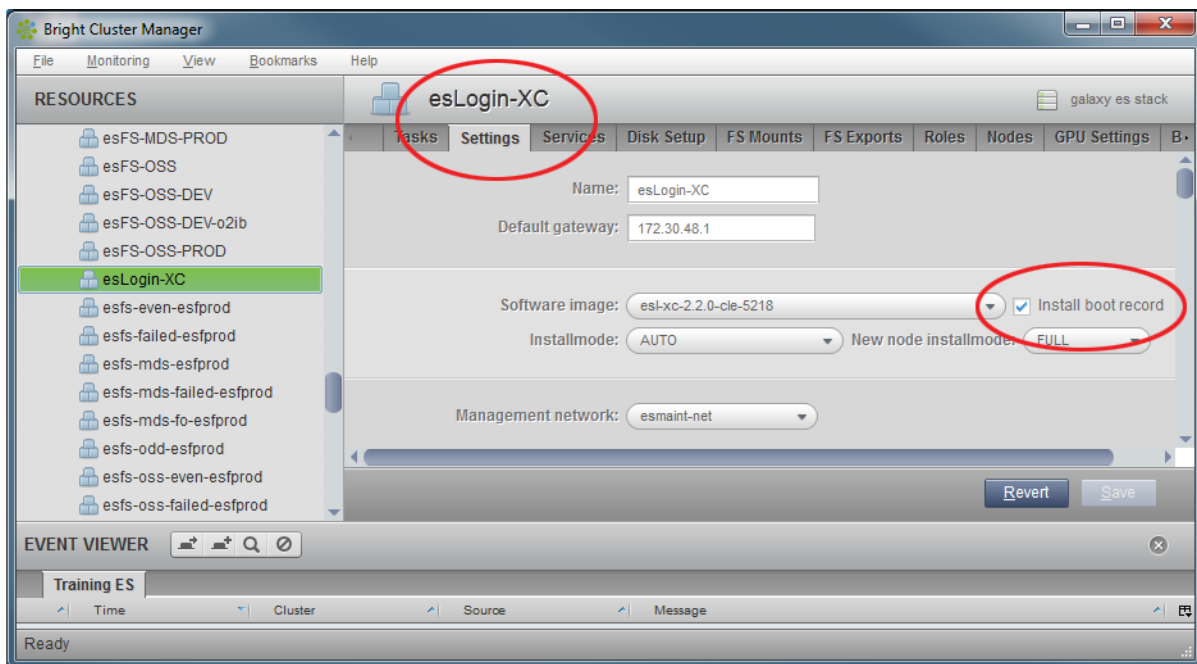 Bright Cluster Manager
File Monitoring View Bookmarks Help
RESOURCES
esFS-MDS-PROD
esFS-OSS
esFS-OSS-DEV
esFS-OSS-DEV-o2ib
esFS-OSS-PROD
esLogin-XC
esfs-even-esfprod
esfs-failed-esfprod
esfs-mds-esfprod
esfs-mds-failed-esfprod
esfs-mds-fo-esfprod
esfs-odd-esfprod
esfs-oss-even-esfprod
esfs-oss-failed-esfprod
esLogin-XC
galaxy es stack
Tasks Settings Services Disk Setup FS Mounts FS Exports Roles Nodes GPU Settings B
Name: esLogin-XC
Default gateway: 172.30.48.1
Software image: esl-xc-2.2.0-cle-5218 Install boot record
Installmode: AUTO New node installmode: FULL
Management network: esmaint-net
Revert Save
EVENT VIEWER
Training ES
Time Cluster Source Message
Ready